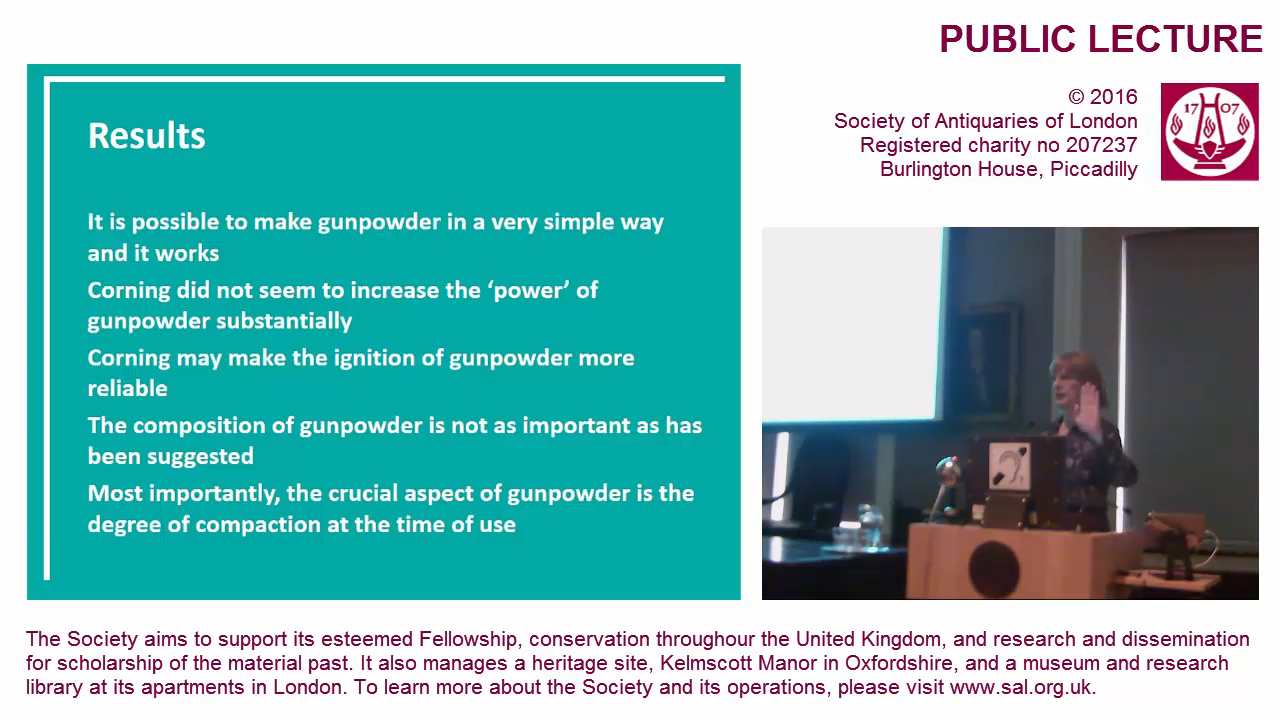 PUBLIC LECTURE
© 2016
Society of Antiquaries of London
Registered charity no 207237
Burlington House, Piccadilly
17 07
Results
It is possible to make gunpowder in a very simple way
and it works
Corning did not seem to increase the ‘power’ of
gunpowder substantially
Corning may make the ignition of gunpowder more
reliable
The composition of gunpowder is not as important as has
been suggested
Most importantly, the crucial aspect of gunpowder is the
degree of compaction at the time of use
The Society aims to support its esteemed Fellowship, conservation throughour the United Kingdom, and research and dissemination
for scholarship of the material past. It also manages a heritage site, Kelmscott Manor in Oxfordshire, and a museum and research
library at its apartments in London. To learn more about the Society and its operations, please visit www.sal.org.uk.